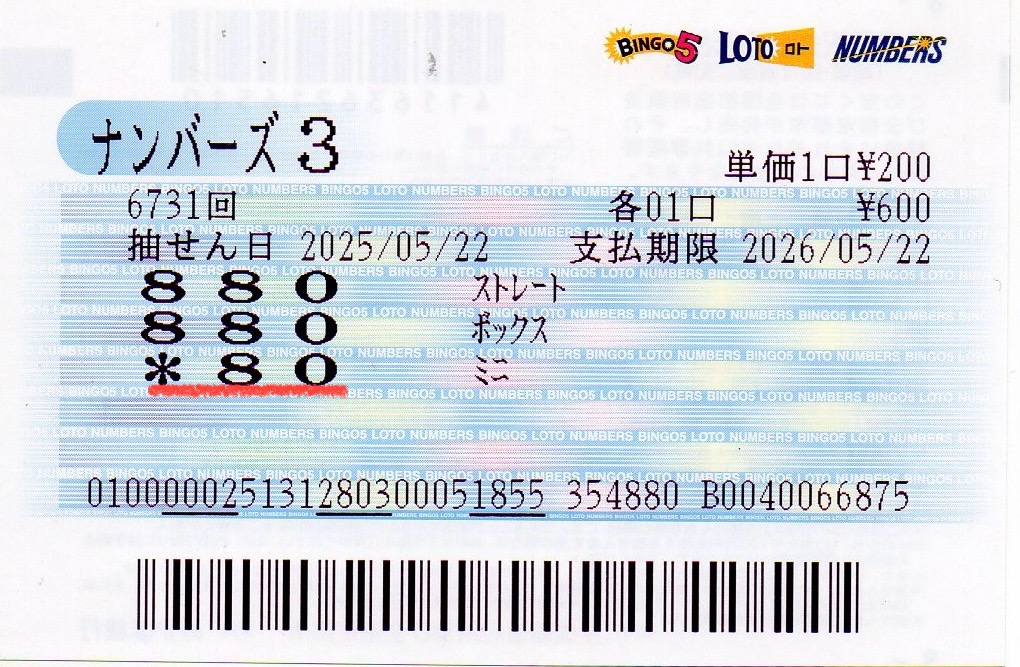 BINGO5 LOTO ロト NUMBERS
ナンバーズ3
単価1口¥200
6731回 各01口 ¥600
抽せん日 2025/05/22 支払期限 2026/05/22
880 ストレート
880 ボックス
*80 ミニ
01000000251312803000518​55 354880 B0040066875